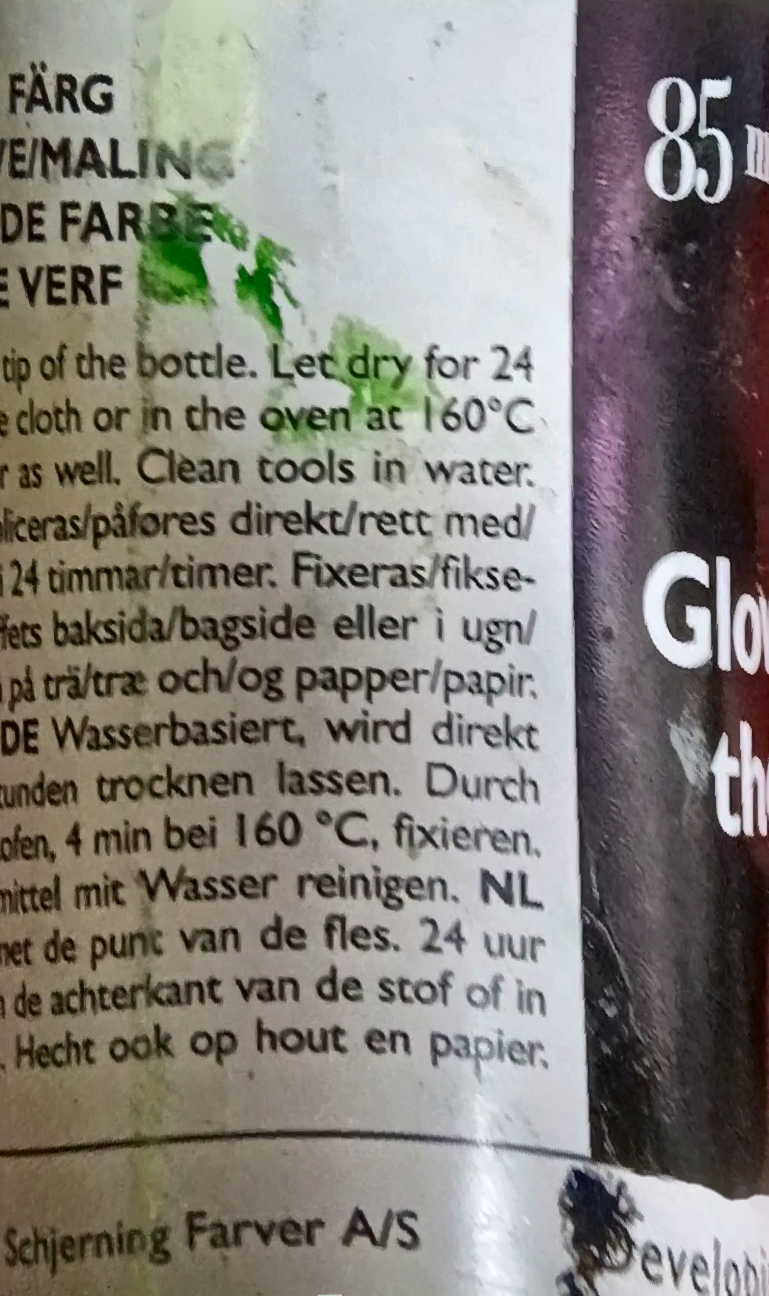 FÄRG
VE/MALING
DE FARBE
E VERF
tip of the bottle. Let dry for 24
e cloth or in the oven at 160°C
r as well. Clean tools in water.
pliceras/påføres direkt/rett med/
i 24 timmar/timer. Fixeras/fikse-
ffets baksida/bagside eller i ugn/
på trä/træ och/og papper/papir.
DE Wasserbasiert, wird direkt
tunden trocknen lassen. Durch
ofen, 4 min bei 160 °C, fixieren.
mittel mit Wasser reinigen. NL
met de punt van de fles. 24 uur
n de achterkant van de stof of in
. Hecht ook op hout en papier.
Schjerning Farver A/S
85 m
Glow
the
Developi